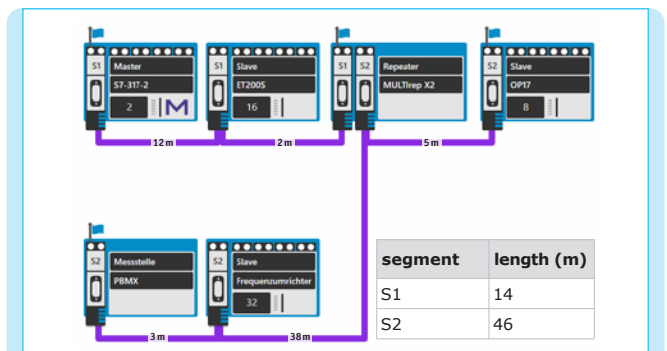 S1
Master
S7-317-2
2
M
S1
Slave
ET200S
16
S1
S2
Repeater
MULTIrep X2
S2
Slave
OP17
8
12 m
2 m
5 m
S2
Messstelle
PBMX
S2
Slave
Frequenzumrichter
32
3 m
38 m
segment length (m)
S1 14
S2 46